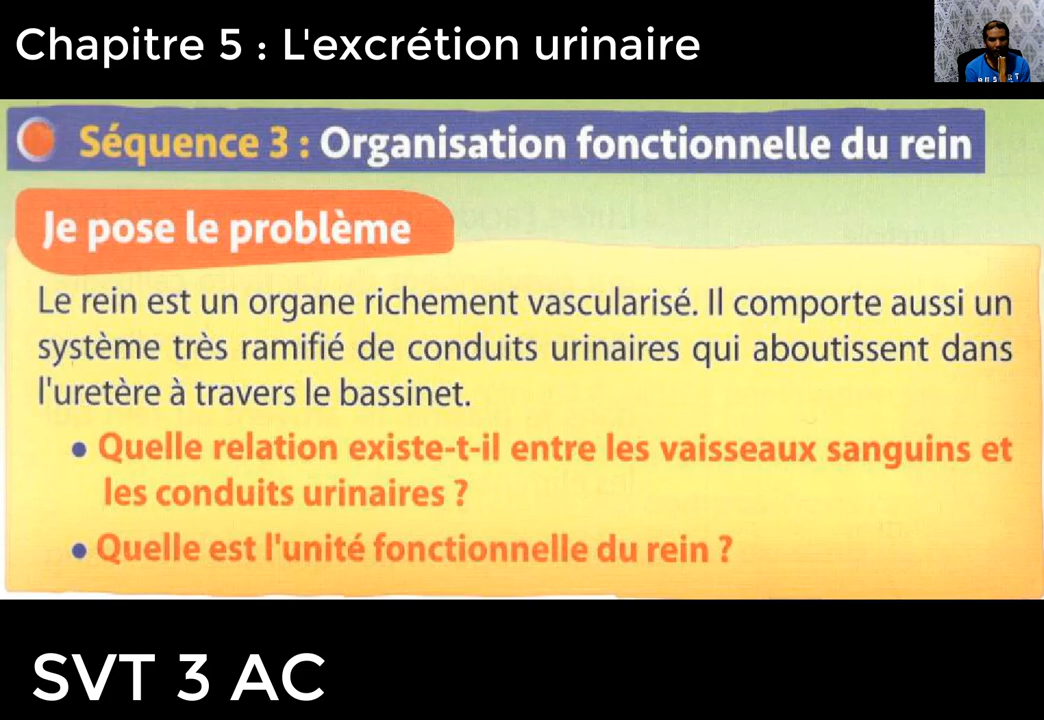 Chapitre 5 : L'excrétion urinaire
Séquence 3 : Organisation fonctionnelle du rein
Je pose le problème
Le rein est un organe richement vascularisé. Il comporte aussi un
système très ramifié de conduits urinaires qui aboutissent dans
l'uretère à travers le bassinet.
• Quelle relation existe-t-il entre les vaisseaux sanguins et
les conduits urinaires ?
• Quelle est l'unité fonctionnelle du rein ?
SVT 3 AC